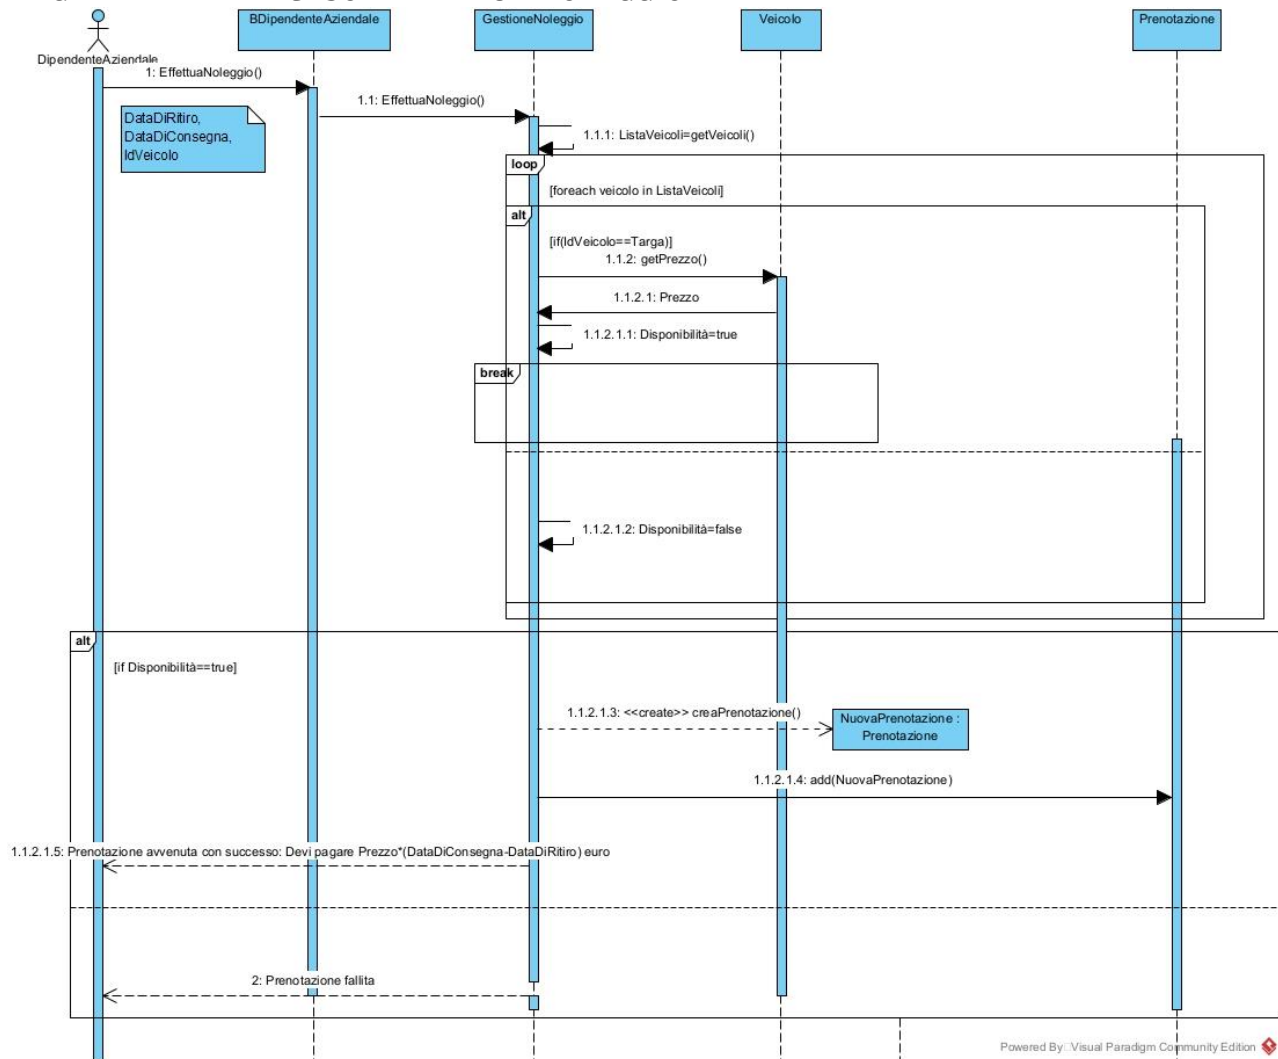 BDipendenteAziendale
GestioneNoleggio
Veicolo
Prenotazione
DipendenteAziendale
1: EffettuaNoleggio()
1.1: EffettuaNoleggio()
DataDiRitiro,
DataDiConsegna,
IdVeicolo
1.1.1: ListaVeicoli=getVeicoli()
loop
[foreach veicolo in ListaVeicoli]
alt
[if(IdVeicolo==Targa)]
1.1.2: getPrezzo()
1.1.2.1: Prezzo
1.1.2.1.1: Disponibilità=true
break
1.1.2.1.2: Disponibilità=false
alt
[if Disponibilità==true]
1.1.2.1.3: <<create>> creaPrenotazione()
NuovaPrenotazione :
Prenotazione
1.1.2.1.4: add(NuovaPrenotazione)
1.1.2.1.5: Prenotazione avvenuta con successo: Devi pagare Prezzo*(DataDiConsegna-DataDiRitiro) euro
2: Prenotazione fallita
Powered By Visual Paradigm Community Edition